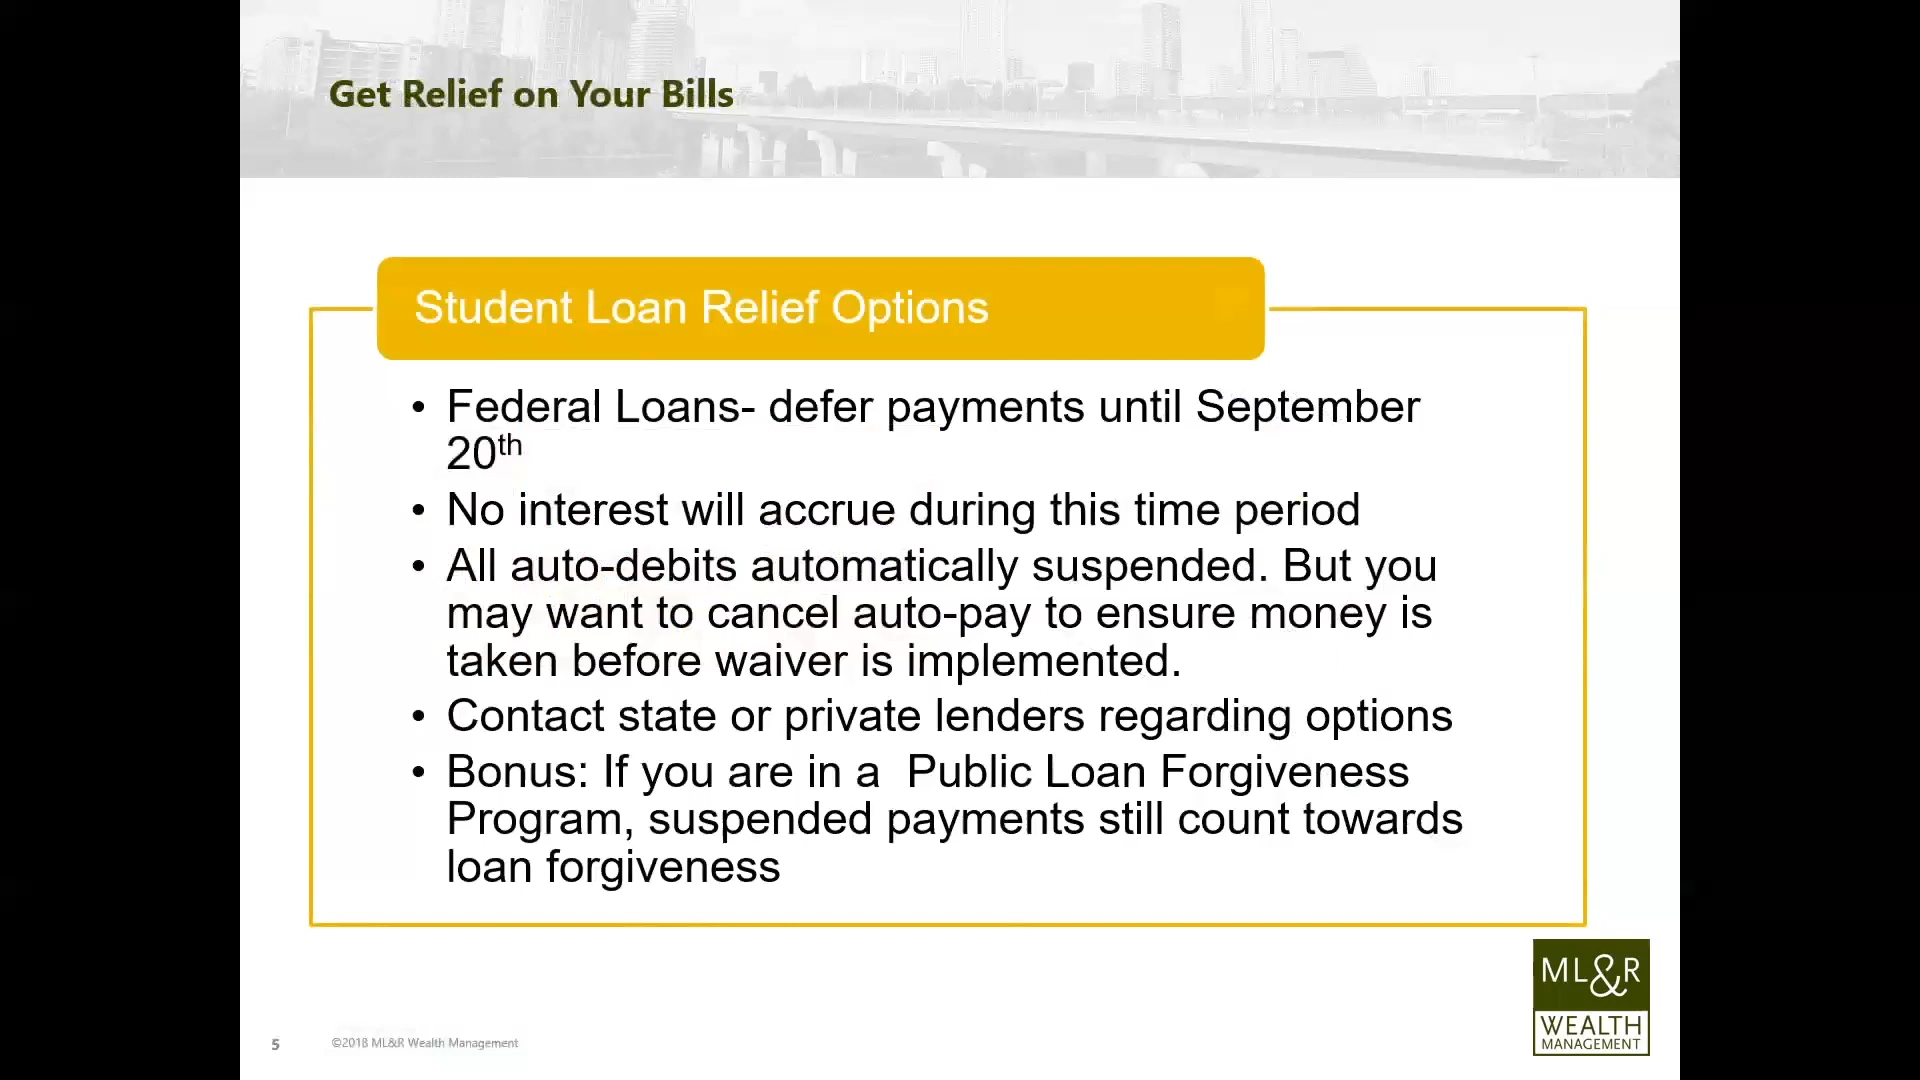 Get Relief on Your Bills
Student Loan Relief Options
• Federal Loans- defer payments until September
20th
• No interest will accrue during this time period
• All auto-debits automatically suspended. But you
may want to cancel auto-pay to ensure money is
taken before waiver is implemented.
• Contact state or private lenders regarding options
• Bonus: If you are in a  Public Loan Forgiveness
Program, suspended payments still count towards
loan forgiveness
ML&R
WEALTH
MANAGEMENT
5
©2018 ML&R Wealth Management